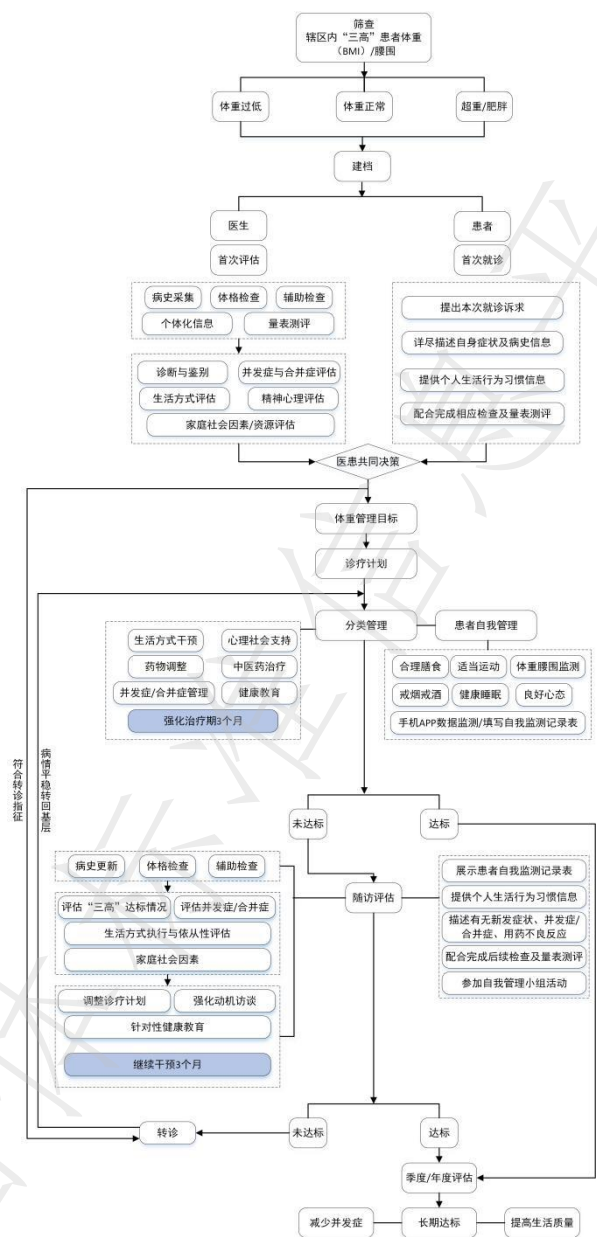 筛查
辖区内“三高”患者体重
（BMI）/腰围
体重过低
体重正常
超重/肥胖
建档
医生
患者
首次评估
首次就诊
病史采集
体格检查
辅助检查
个体化信息
量表测评
诊断与鉴别
并发症与合并症评估
生活方式评估
精神心理评估
家庭社会因素/资源评估
提出本次就诊诉求
详尽描述自身症状及病史信息
提供个人生活行为习惯信息
配合完成相应检查及量表测评
医患共同决策
体重管理目标
诊疗计划
分类管理
患者自我管理
生活方式干预
心理社会支持
药物调整
中医药治疗
并发症/合并症管理
健康教育
强化治疗期3个月
合理膳食
适当运动
体重腰围监测
戒烟戒酒
健康睡眠
良好心态
手机APP数据监测/填写自我监测记录表
符合转诊指征
病情平稳转回基层
未达标
达标
病史更新
体格检查
辅助检查
评估“三高”达标情况
评估并发症/合并症
生活方式执行与依从性评估
家庭社会因素
调整诊疗计划
强化动机访谈
针对性健康教育
继续干预3个月
随访评估
展示患者自我监测记录表
提供个人生活行为习惯信息
描述有无新发症状、并发症/
合并症、用药不良反应
配合完成后续检查及量表测评
参加自我管理小组活动
转诊
未达标
达标
季度/年度评估
减少并发症
长期达标
提高生活质量